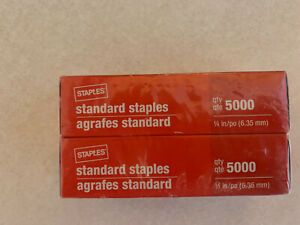 STAPLES
standard staples
agrafes standard
qty
qté
5000
¼ in/po (6.35 mm)
STAPLES
standard staples
agrafes standard
qty
qté
5000
¼ in/po (6.35 mm)